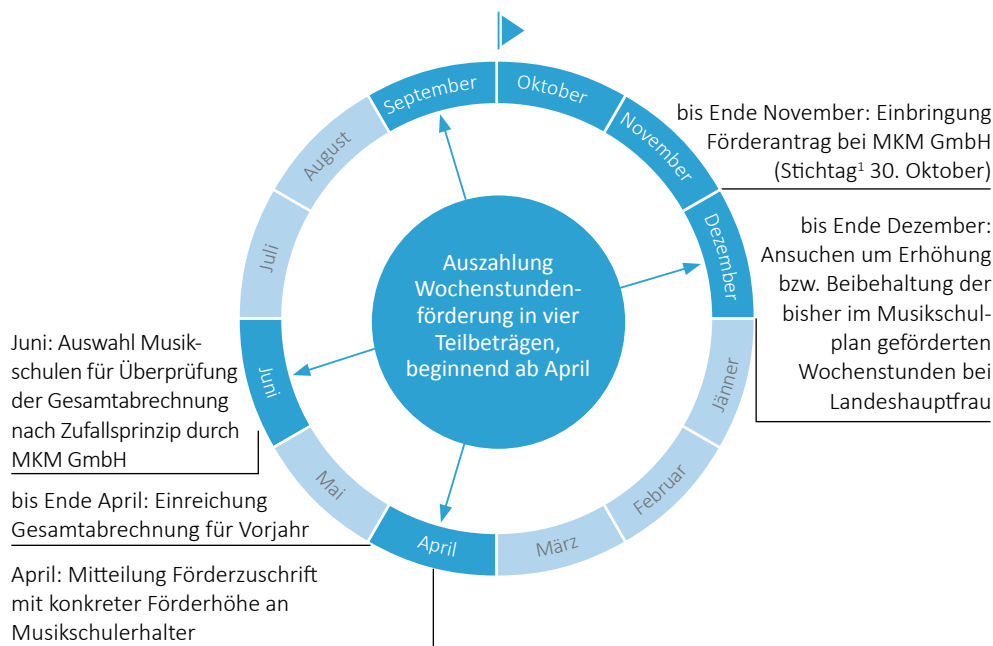 September
Oktober
November
Dezember
Jänner
Februar
März
April
Mai
Juni
Juli
August
Auszahlung
Wochenstunden-
förderung in vier
Teilbeträgen,
beginnend ab April
bis Ende November: Einbringung
Förderantrag bei MKM GmbH
(Stichtag¹ 30. Oktober)
bis Ende Dezember:
Ansuchen um Erhöhung
bzw. Beibehaltung der
bisher im Musikschul-
plan geförderten
Wochenstunden bei
Landeshauptfrau
Juni: Auswahl Musik-
schulen für Überprüfung
der Gesamtabrechnung
nach Zufallsprinzip durch
MKM GmbH
bis Ende April: Einreichung
Gesamtabrechnung für Vorjahr
April: Mitteilung Förderzuschrift
mit konkreter Förderhöhe an
Musikschulerhalter